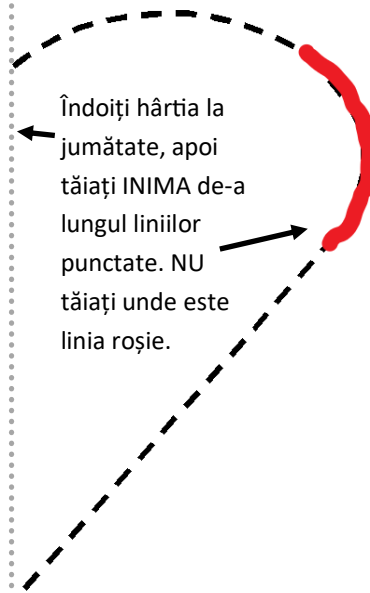 Îndoiți hârtia la
jumătate, apoi
tăiați INIMA de-a
lungul liniilor
punctate. NU
tăiați unde este
linia roșie.